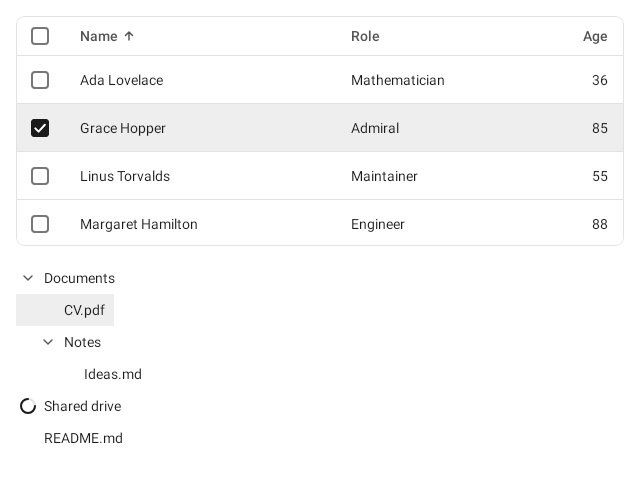 Name Role Age
Ada Lovelace Mathematician 36
Grace Hopper Admiral 85
Linus Torvalds Maintainer 55
Margaret Hamilton Engineer 88
Documents
CV.pdf
Notes
Ideas.md
Shared drive
README.md